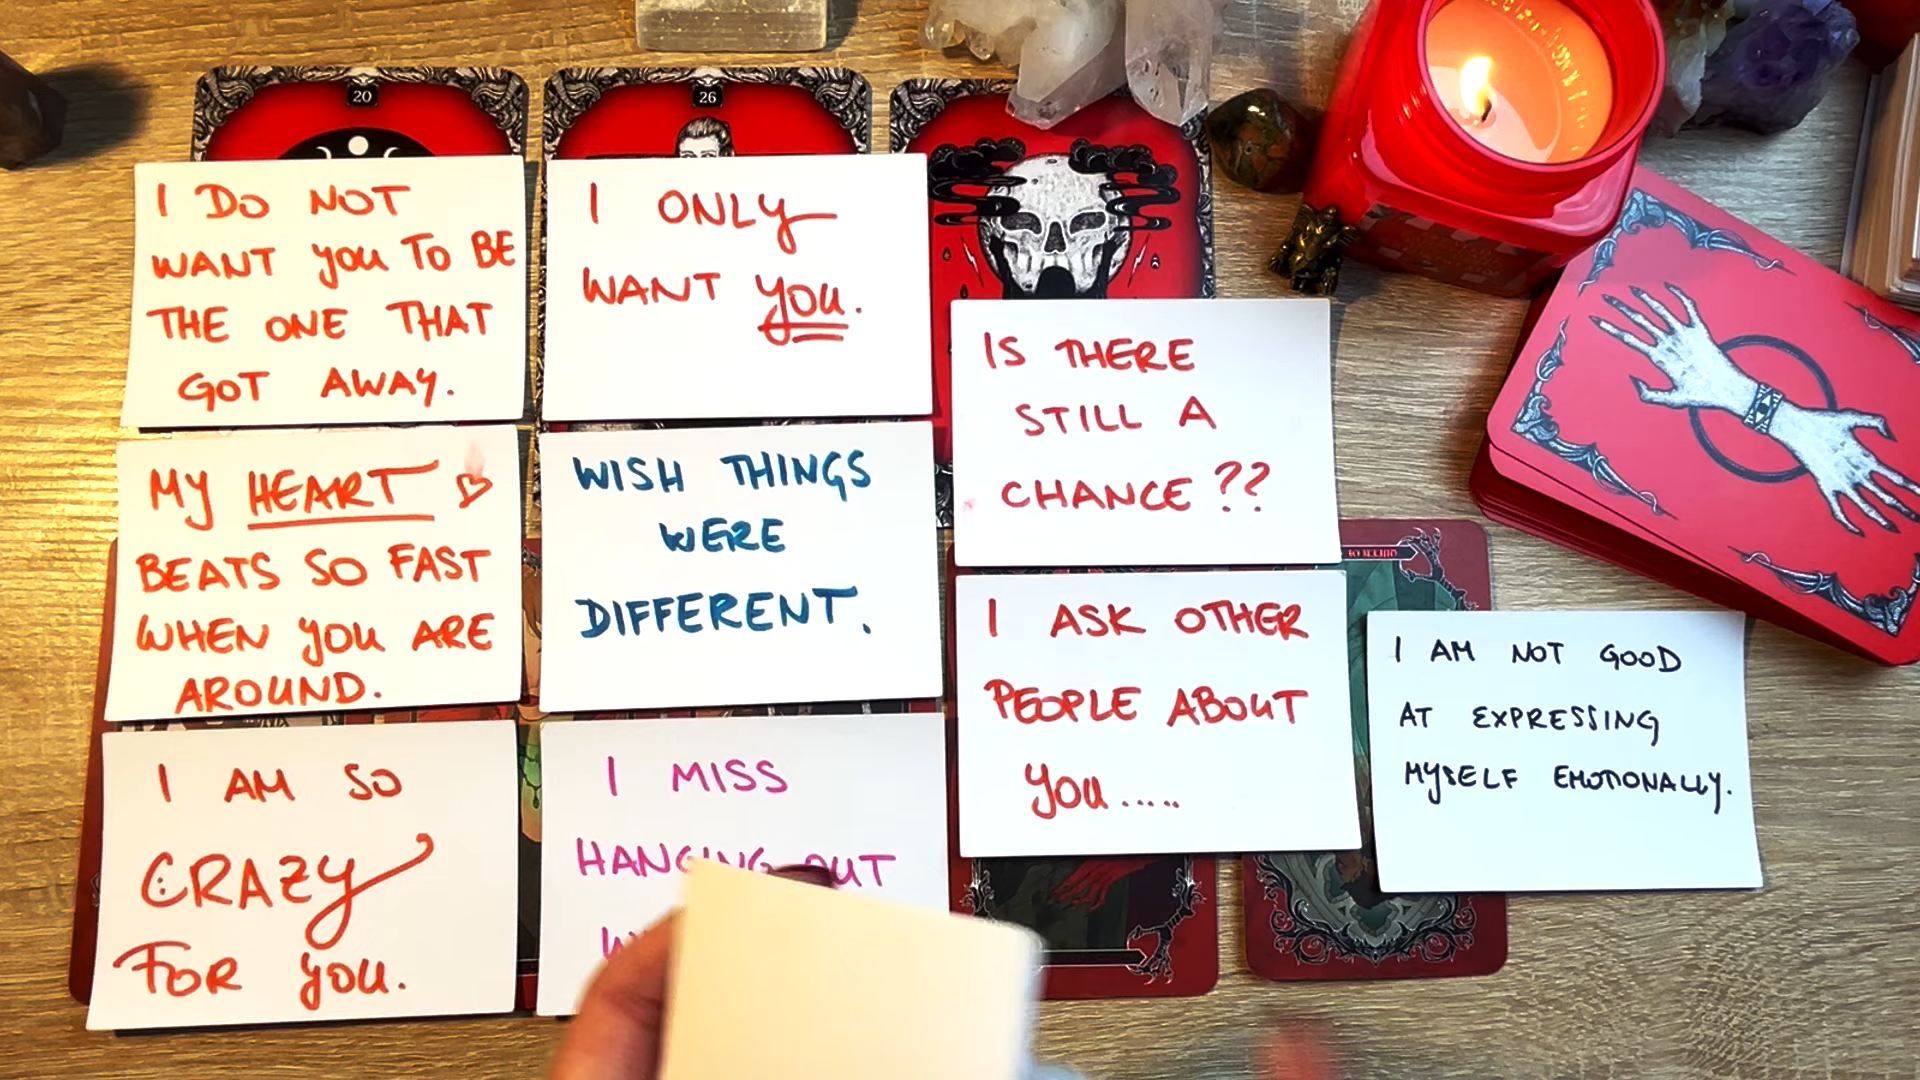 20
26
I DO NOT
WANT YOU TO BE
THE ONE THAT
GOT AWAY.
I ONLY
WANT YOU.
IS THERE
STILL A
CHANCE ??
MY HEART
BEATS SO FAST
WHEN YOU ARE
AROUND.
WISH THINGS
WERE
DIFFERENT.
I ASK OTHER
PEOPLE ABOUT
YOU.....
I AM NOT GOOD
AT EXPRESSING
MYSELF EMOTIONALLY.
I AM SO
CRAZY
FOR YOU.
I MISS
HANGING OUT